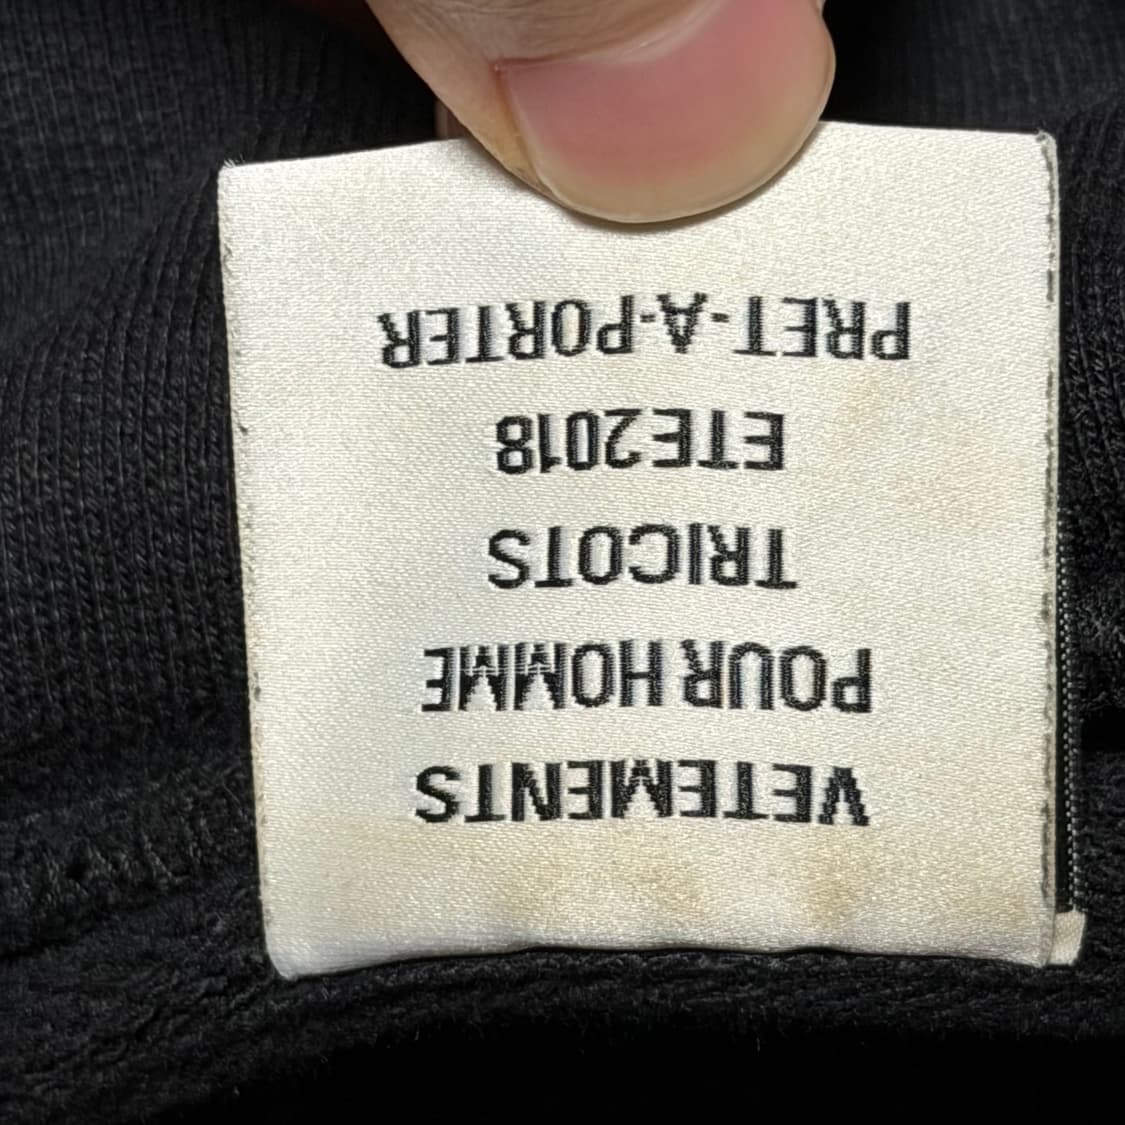 VETEMENTS
POUR HOMME
TRICOTS
ETE2018
PRET-A-PORTER